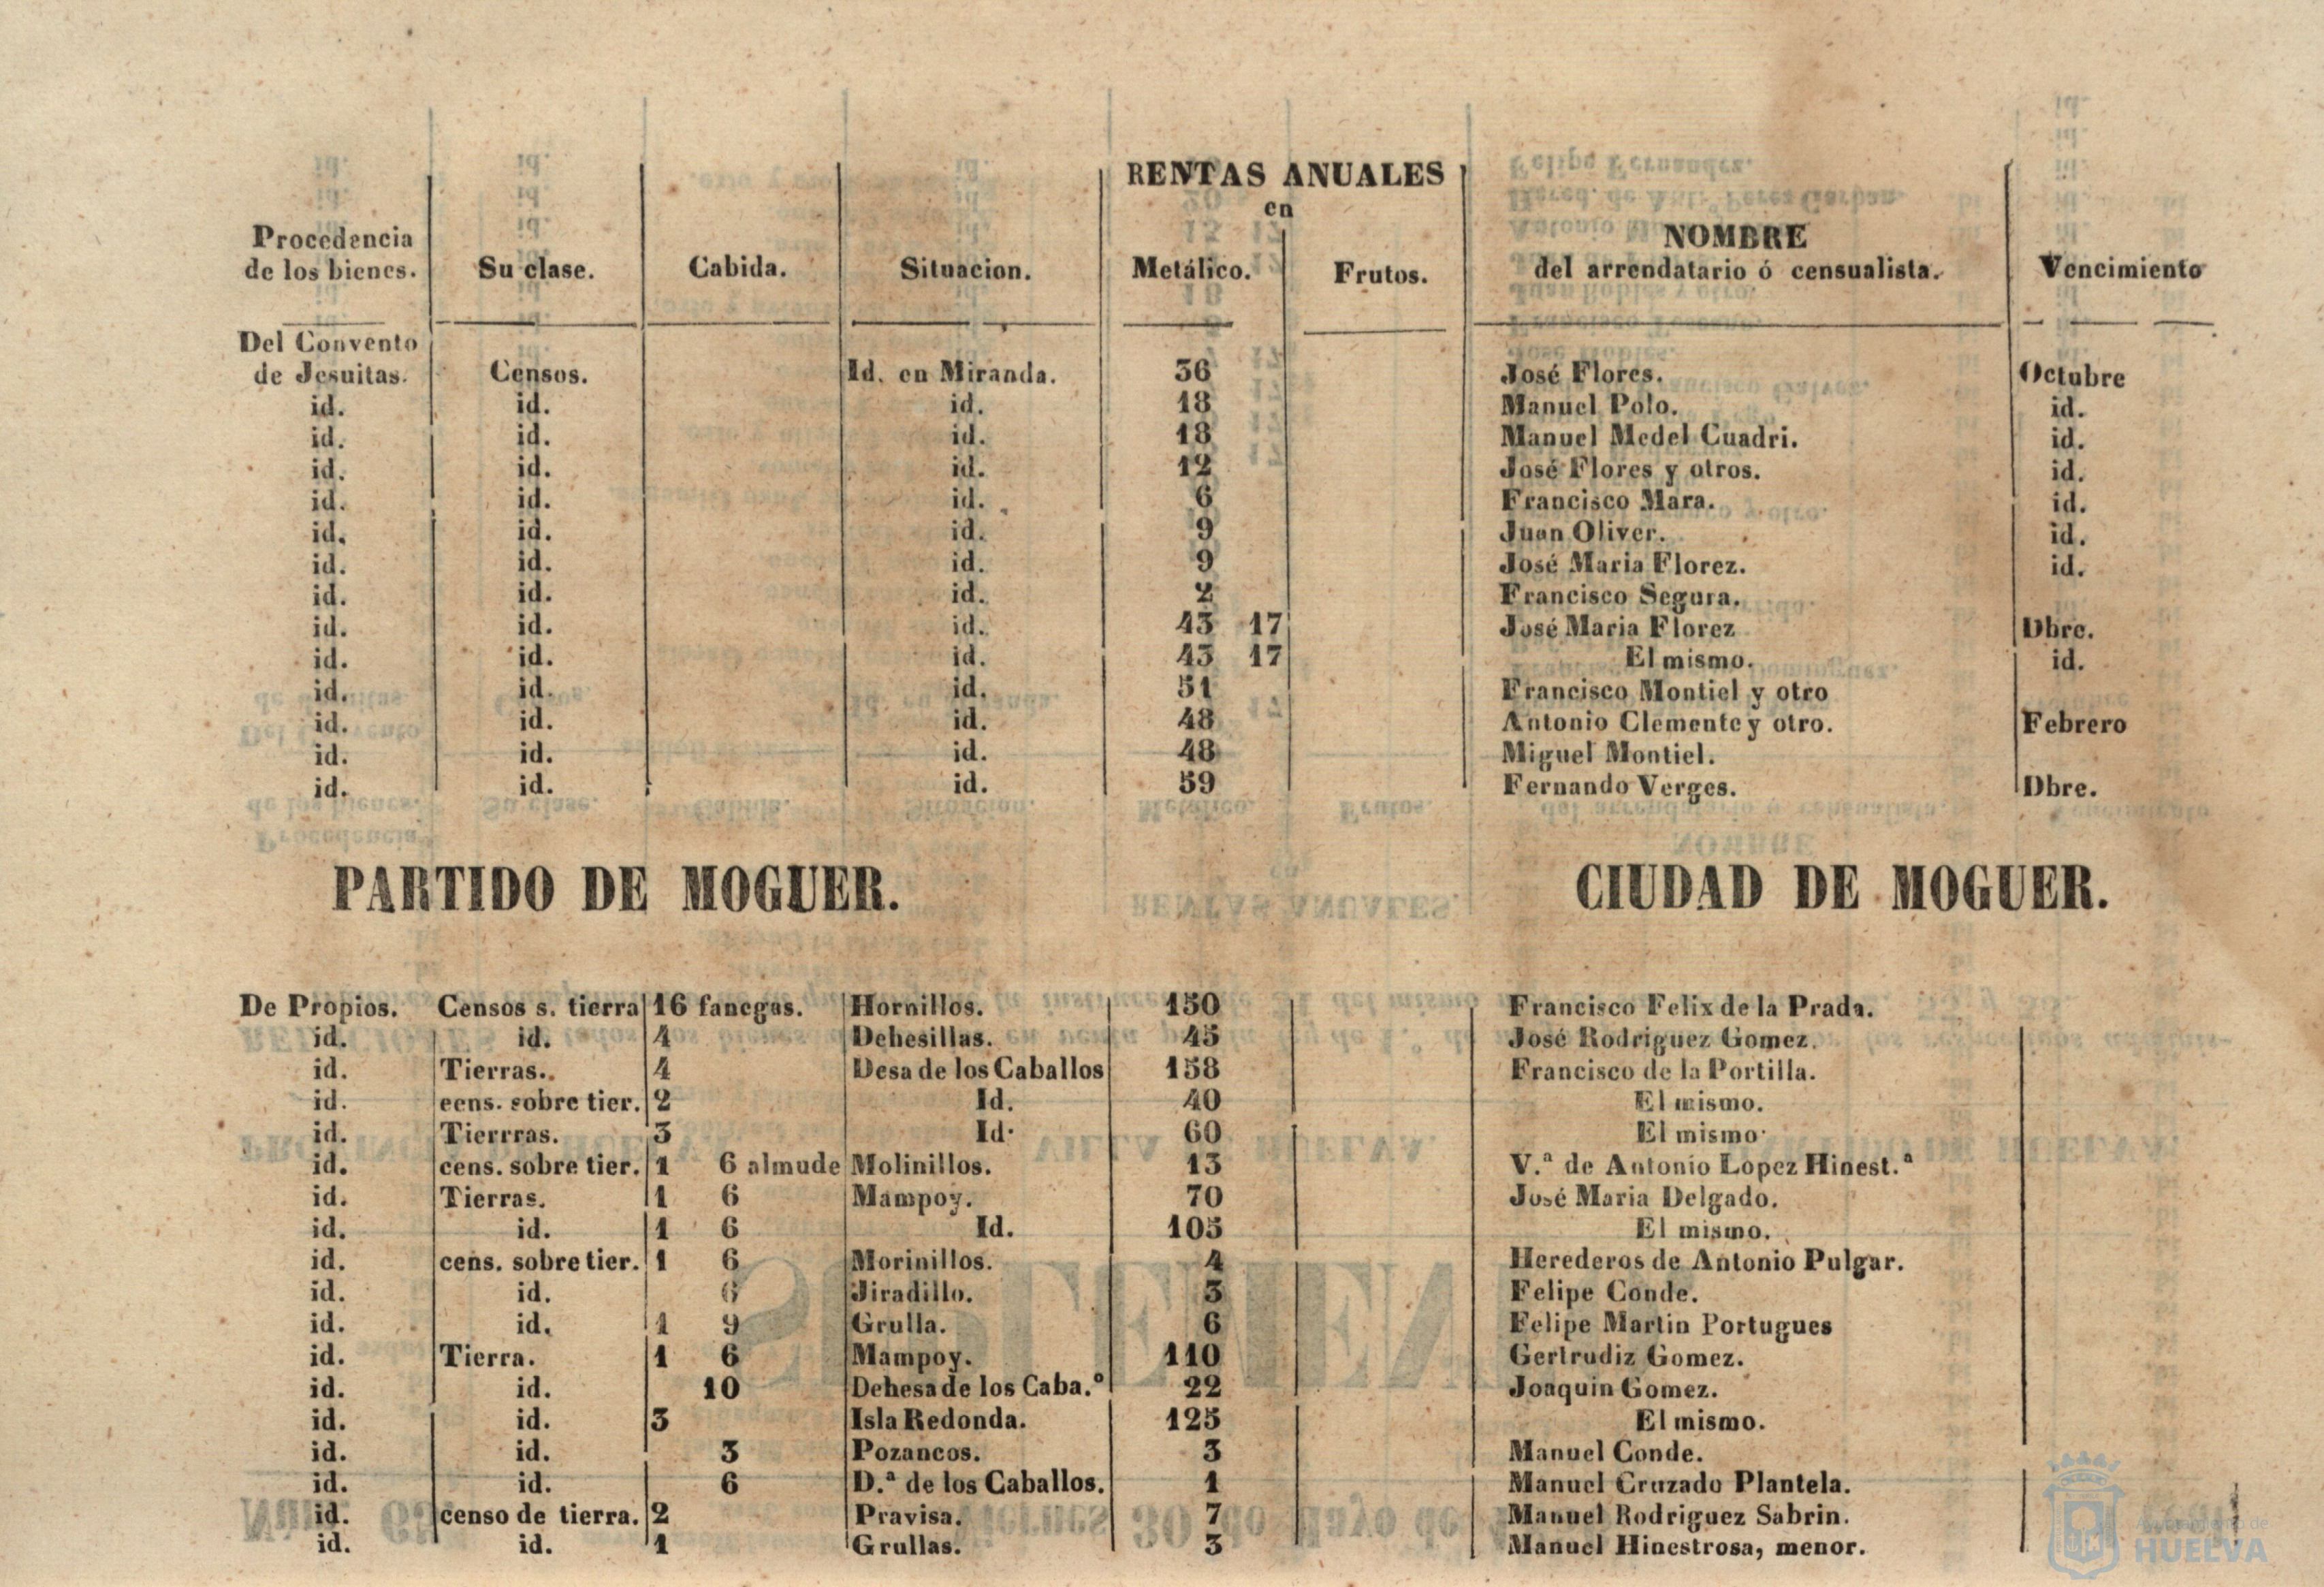 RENTAS ANUALES
en
Procedencia de los bienes. Su clase. Cabida. Situacion. Metálico. Frutos. NOMBRE del arrendatario ó censualista. Vencimiento
Del Convento
de Jesuitas. Censos. Id. en Miranda. 36 José Flores. Octubre
id. id. id. 18 Manuel Polo. id.
id. id. id. 18 Manuel Medel Cuadri. id.
id. id. id. 12 José Flores y otros. id.
id. id. id. 6 Francisco Mara. id.
id. id. id. 9 Juan Oliver. id.
id. id. id. 9 José Maria Florez. id.
id. id. id. 2 Francisco Segura.
id. id. id. 43 17 José Maria Florez Dbre.
id. id. id. 43 17 El mismo. id.
id. id. id. 51 Francisco Montiel y otro
id. id. id. 48 Antonio Clemente y otro. Febrero
id. id. id. 48 Miguel Montiel.
id. id. id. 59 Fernando Verges. Dbre.
PARTIDO DE MOGUER. CIUDAD DE MOGUER.
De Propios. Censos s. tierra 16 fanegas. Hornillos. 150 Francisco Felix de la Prada.
id. id. 4 Dehesillas. 45 José Rodriguez Gomez.
id. Tierras. 4 Desa de los Caballos 158 Francisco de la Portilla.
id. eens. sobre tier. 2 Id. 40 El mismo.
id. Tierrras. 3 Id. 60 El mismo.
id. cens. sobre tier. 1 6 almude Molinillos. 13 V.ª de Antonio Lopez Hinest.ª
id. Tierras. 1 6 Mampoy. 70 José Maria Delgado.
id. id. 1 6 Id. 105 El mismo.
id. cens. sobre tier. 1 6 Morinillos. 4 Herederos de Antonio Pulgar.
id. id. 6 Jiradillo. 3 Felipe Conde.
id. id. 1 9 Grulla. 6 Felipe Martin Portugues
id. Tierra. 1 6 Mampoy. 110 Gertrudiz Gomez.
id. id. 10 Dehesa de los Caba.º 22 Joaquin Gomez.
id. id. 3 Isla Redonda. 125 El mismo.
id. id. 3 Pozancos. 3 Manuel Conde.
id. id. 6 D.ª de los Caballos. 1 Manuel Cruzado Plantela.
id. censo de tierra. 2 Pravisa. 7 Manuel Rodriguez Sabrin.
id. id. 1 Grullas. 3 Manuel Hinestrosa, menor.
Ayuntamiento de
HUELVA